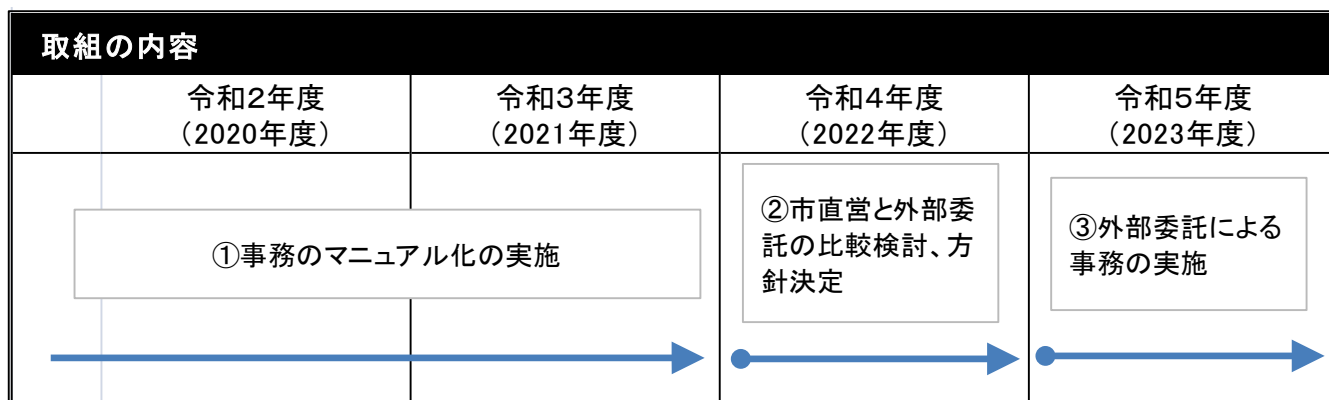 取組の内容
令和2年度
（2020年度）
令和3年度
（2021年度）
令和4年度
（2022年度）
令和5年度
（2023年度）
①事務のマニュアル化の実施
②市直営と外部委
託の比較検討、方
針決定
③外部委託による
事務の実施